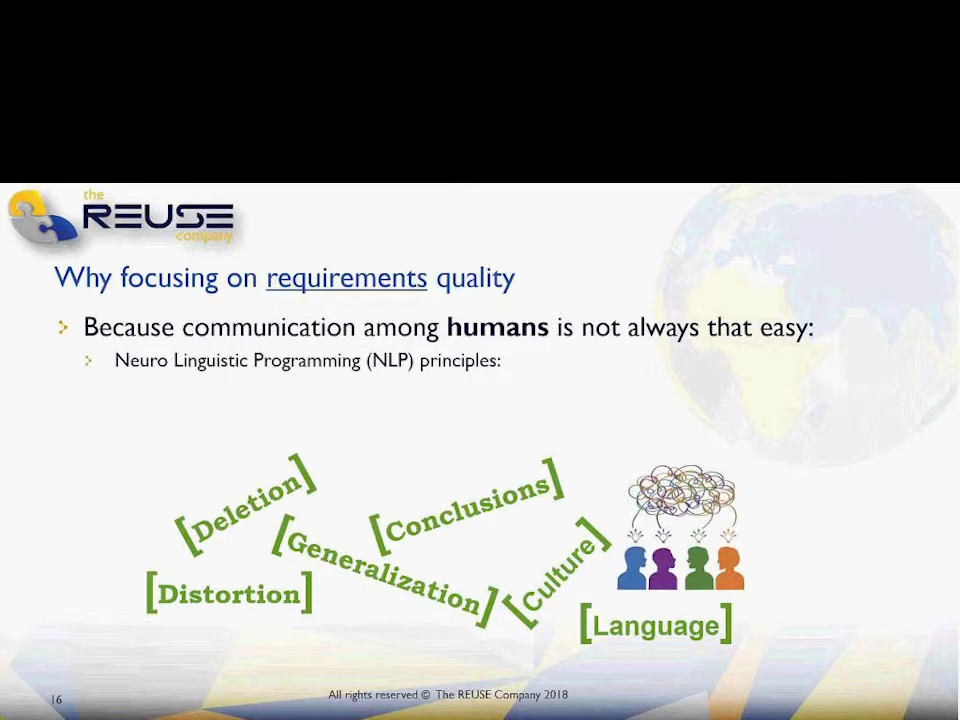 the
REUSE
company
Why focusing on requirements quality
Because communication among humans is not always that easy:
Neuro Linguistic Programming (NLP) principles:
[Deletion]
[Conclusions]
[Generalization]
[Culture]
[Distortion]
[Language]
16
All rights reserved © The REUSE Company 2018